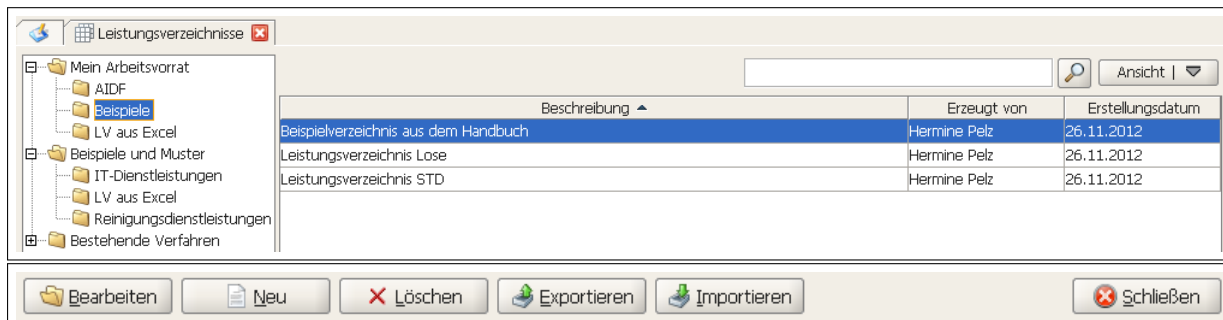 Leistungsverzeichnisse
Mein Arbeitsvorrat
AIDF
Beispiele
LV aus Excel
Beispiele und Muster
IT-Dienstleistungen
LV aus Excel
Reinigungsdienstleistungen
Bestehende Verfahren
Ansicht |
Beschreibung Erzeugt von Erstellungsdatum
Beispielverzeichnis aus dem Handbuch Hermine Pelz 26.11.2012
Leistungsverzeichnis Lose Hermine Pelz 26.11.2012
Leistungsverzeichnis STD Hermine Pelz 26.11.2012
Bearbeiten Neu Löschen Exportieren Importieren Schließen